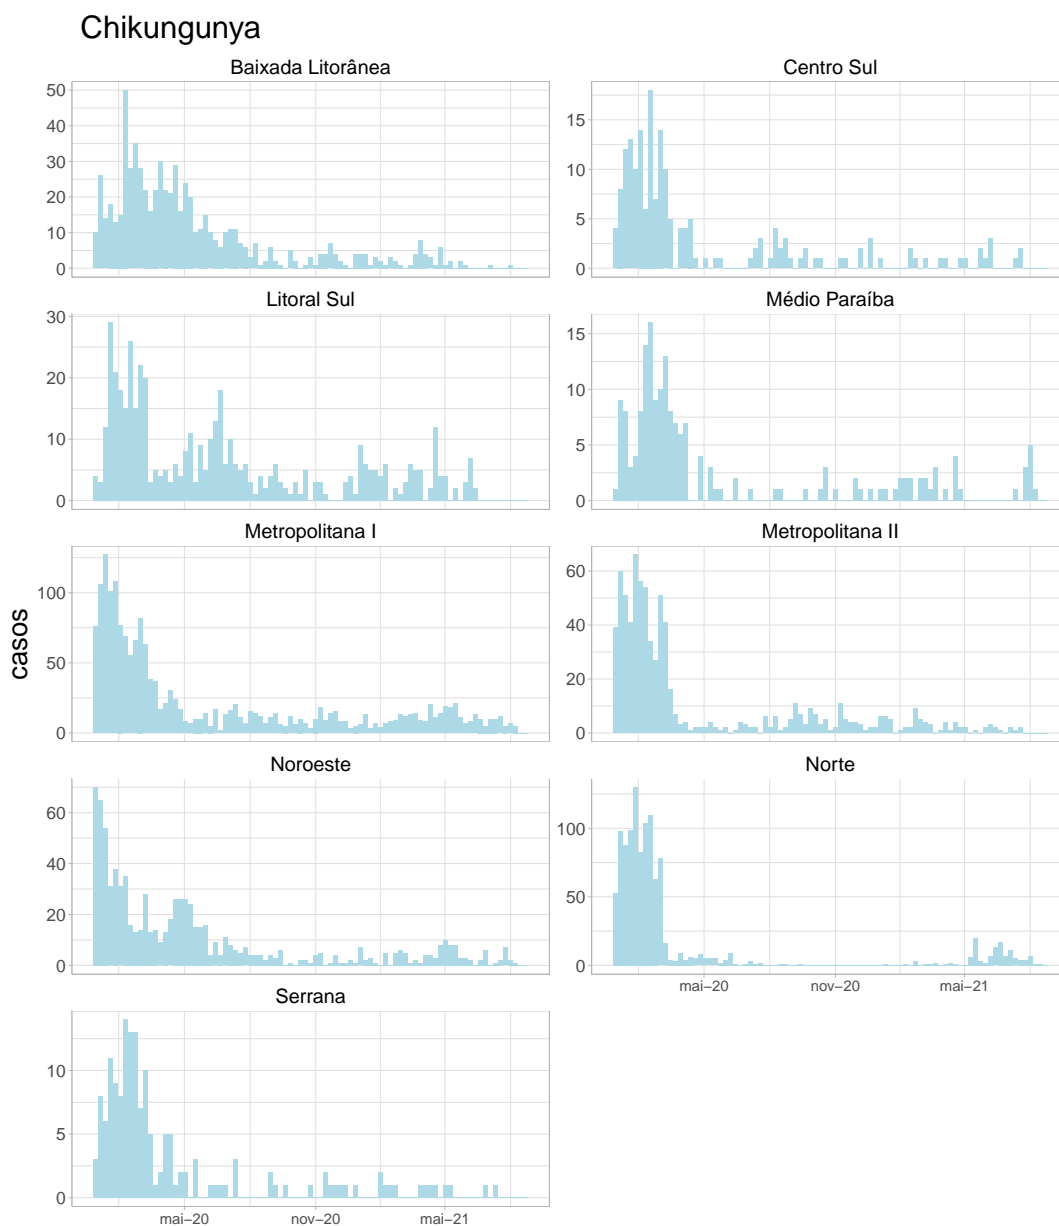 Chikungunya
Baixada Litorânea
Centro Sul
50
40
30
20
10
0
15
10
5
0
Litoral Sul
Médio Paraíba
30
20
10
0
15
10
5
0
Metropolitana I
Metropolitana II
100
50
0
60
40
20
0
casos
Noroeste
Norte
60
40
20
0
100
50
0
mai−20
nov−20
mai−21
Serrana
10
5
0
mai−20
nov−20
mai−21